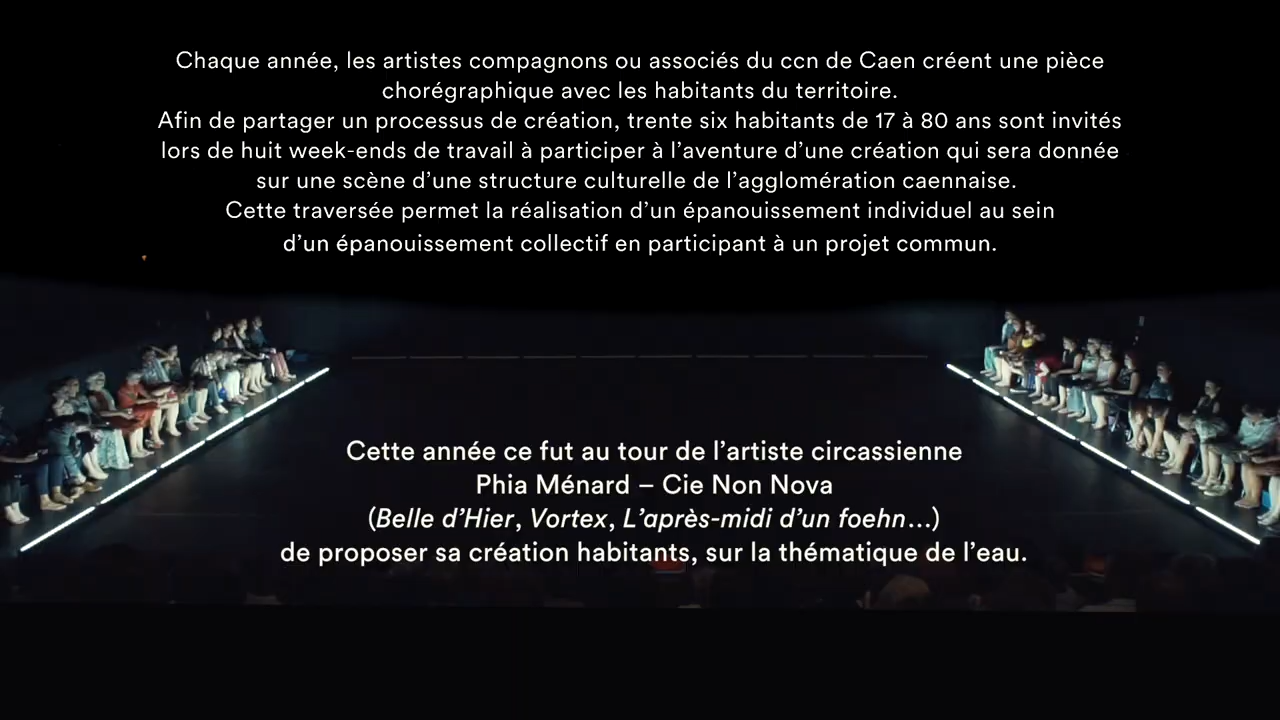 Chaque année, les artistes compagnons ou associés du ccn de Caen créent une pièce
chorégraphique avec les habitants du territoire.
Afin de partager un processus de création, trente six habitants de 17 à 80 ans sont invités
lors de huit week-ends de travail à participer à l’aventure d’une création qui sera donnée
sur une scène d’une structure culturelle de l’agglomération caennaise.
Cette traversée permet la réalisation d’un épanouissement individuel au sein
d’un épanouissement collectif en participant à un projet commun.
Cette année ce fut au tour de l’artiste circassienne
Phia Ménard – Cie Non Nova
(Belle d’Hier, Vortex, L’après-midi d’un foehn…)
de proposer sa création habitants, sur la thématique de l’eau.